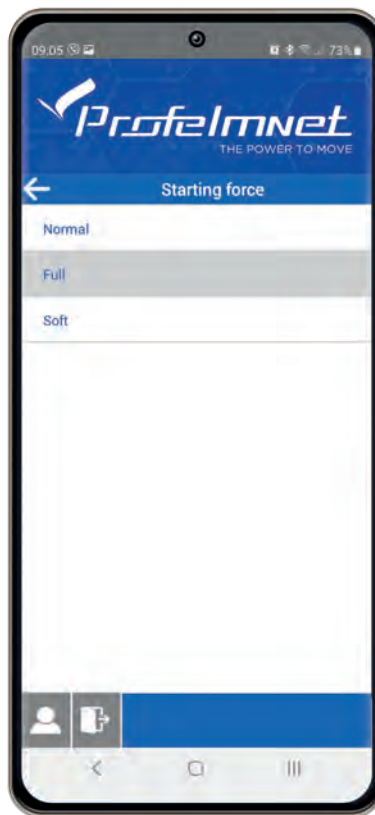 09:05
73%
Profelmnet
THE POWER TO MOVE
Starting force
Normal
Full
Soft